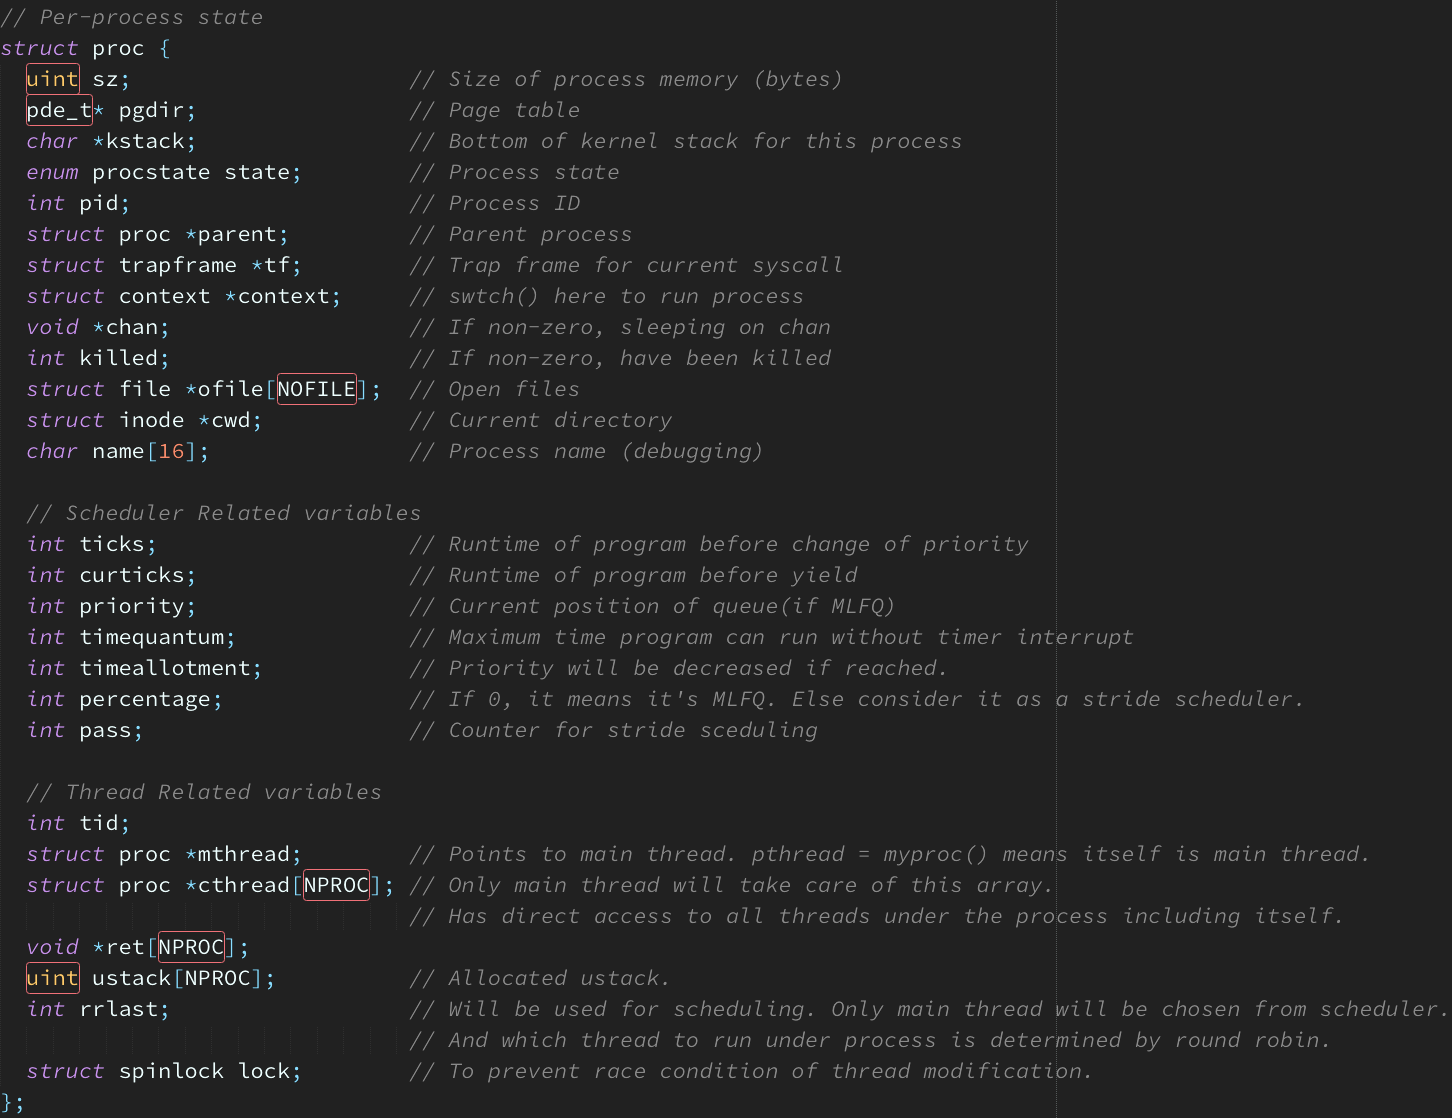 // Per-process state
struct proc {
  uint sz;                     // Size of process memory (bytes)
  pde_t* pgdir;                // Page table
  char *kstack;                // Bottom of kernel stack for this process
  enum procstate state;        // Process state
  int pid;                     // Process ID
  struct proc *parent;         // Parent process
  struct trapframe *tf;        // Trap frame for current syscall
  struct context *context;     // swtch() here to run process
  void *chan;                  // If non-zero, sleeping on chan
  int killed;                  // If non-zero, have been killed
  struct file *ofile[NOFILE];  // Open files
  struct inode *cwd;           // Current directory
  char name[16];               // Process name (debugging)

  // Scheduler Related variables
  int ticks;                   // Runtime of program before change of priority
  int curticks;                // Runtime of program before yield
  int priority;                // Current position of queue(if MLFQ)
  int timequantum;             // Maximum time program can run without timer interrupt
  int timeallotment;           // Priority will be decreased if reached.
  int percentage;              // If 0, it means it's MLFQ. Else consider it as a stride scheduler.
  int pass;                    // Counter for stride sceduling

  // Thread Related variables
  int tid;
  struct proc *mthread;        // Points to main thread. pthread = myproc() means itself is main thread.
  struct proc *cthread[NPROC]; // Only main thread will take care of this array.
                               // Has direct access to all threads under the process including itself.
  void *ret[NPROC];
  uint ustack[NPROC];          // Allocated ustack.
  int rrlast;                  // Will be used for scheduling. Only main thread will be chosen from scheduler.
                               // And which thread to run under process is determined by round robin.
  struct spinlock lock;        // To prevent race condition of thread modification.
};